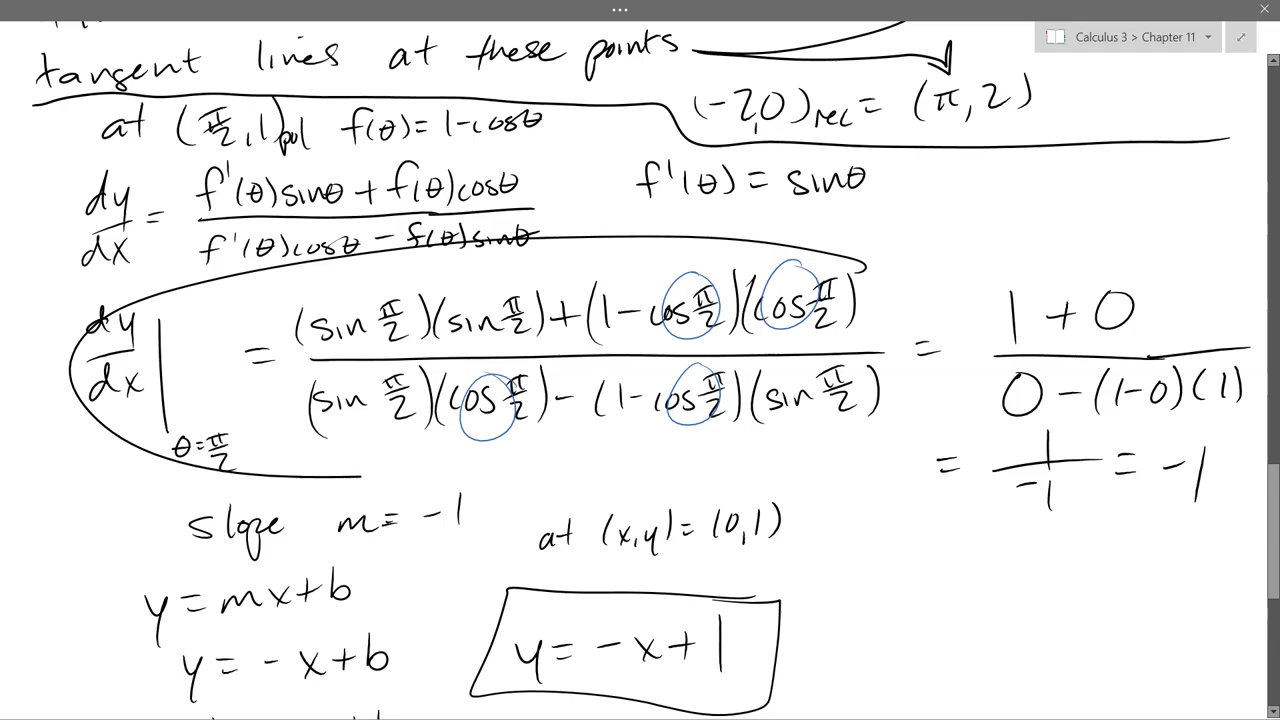 Calculus 3 > Chapter 11
tangent lines at these points
(-2,0)rec = (π, 2)
at (π/2, 1)pol f(θ) = 1-cosθ
dy/dx = f'(θ)sinθ + f(θ)cosθ / f'(θ)cosθ - f(θ)sinθ
f'(θ) = sinθ
dy/dx | θ=π/2 = (sin π/2)(sin π/2) + (1 - cos π/2)(cos π/2) / (sin π/2)(cos π/2) - (1 - cos π/2)(sin π/2) = 1 + 0 / 0 - (1-0)(1)
= 1/-1 = -1
slope m = -1
at (x,y) = (0,1)
y = mx + b
y = -x + b
y = -x + 1